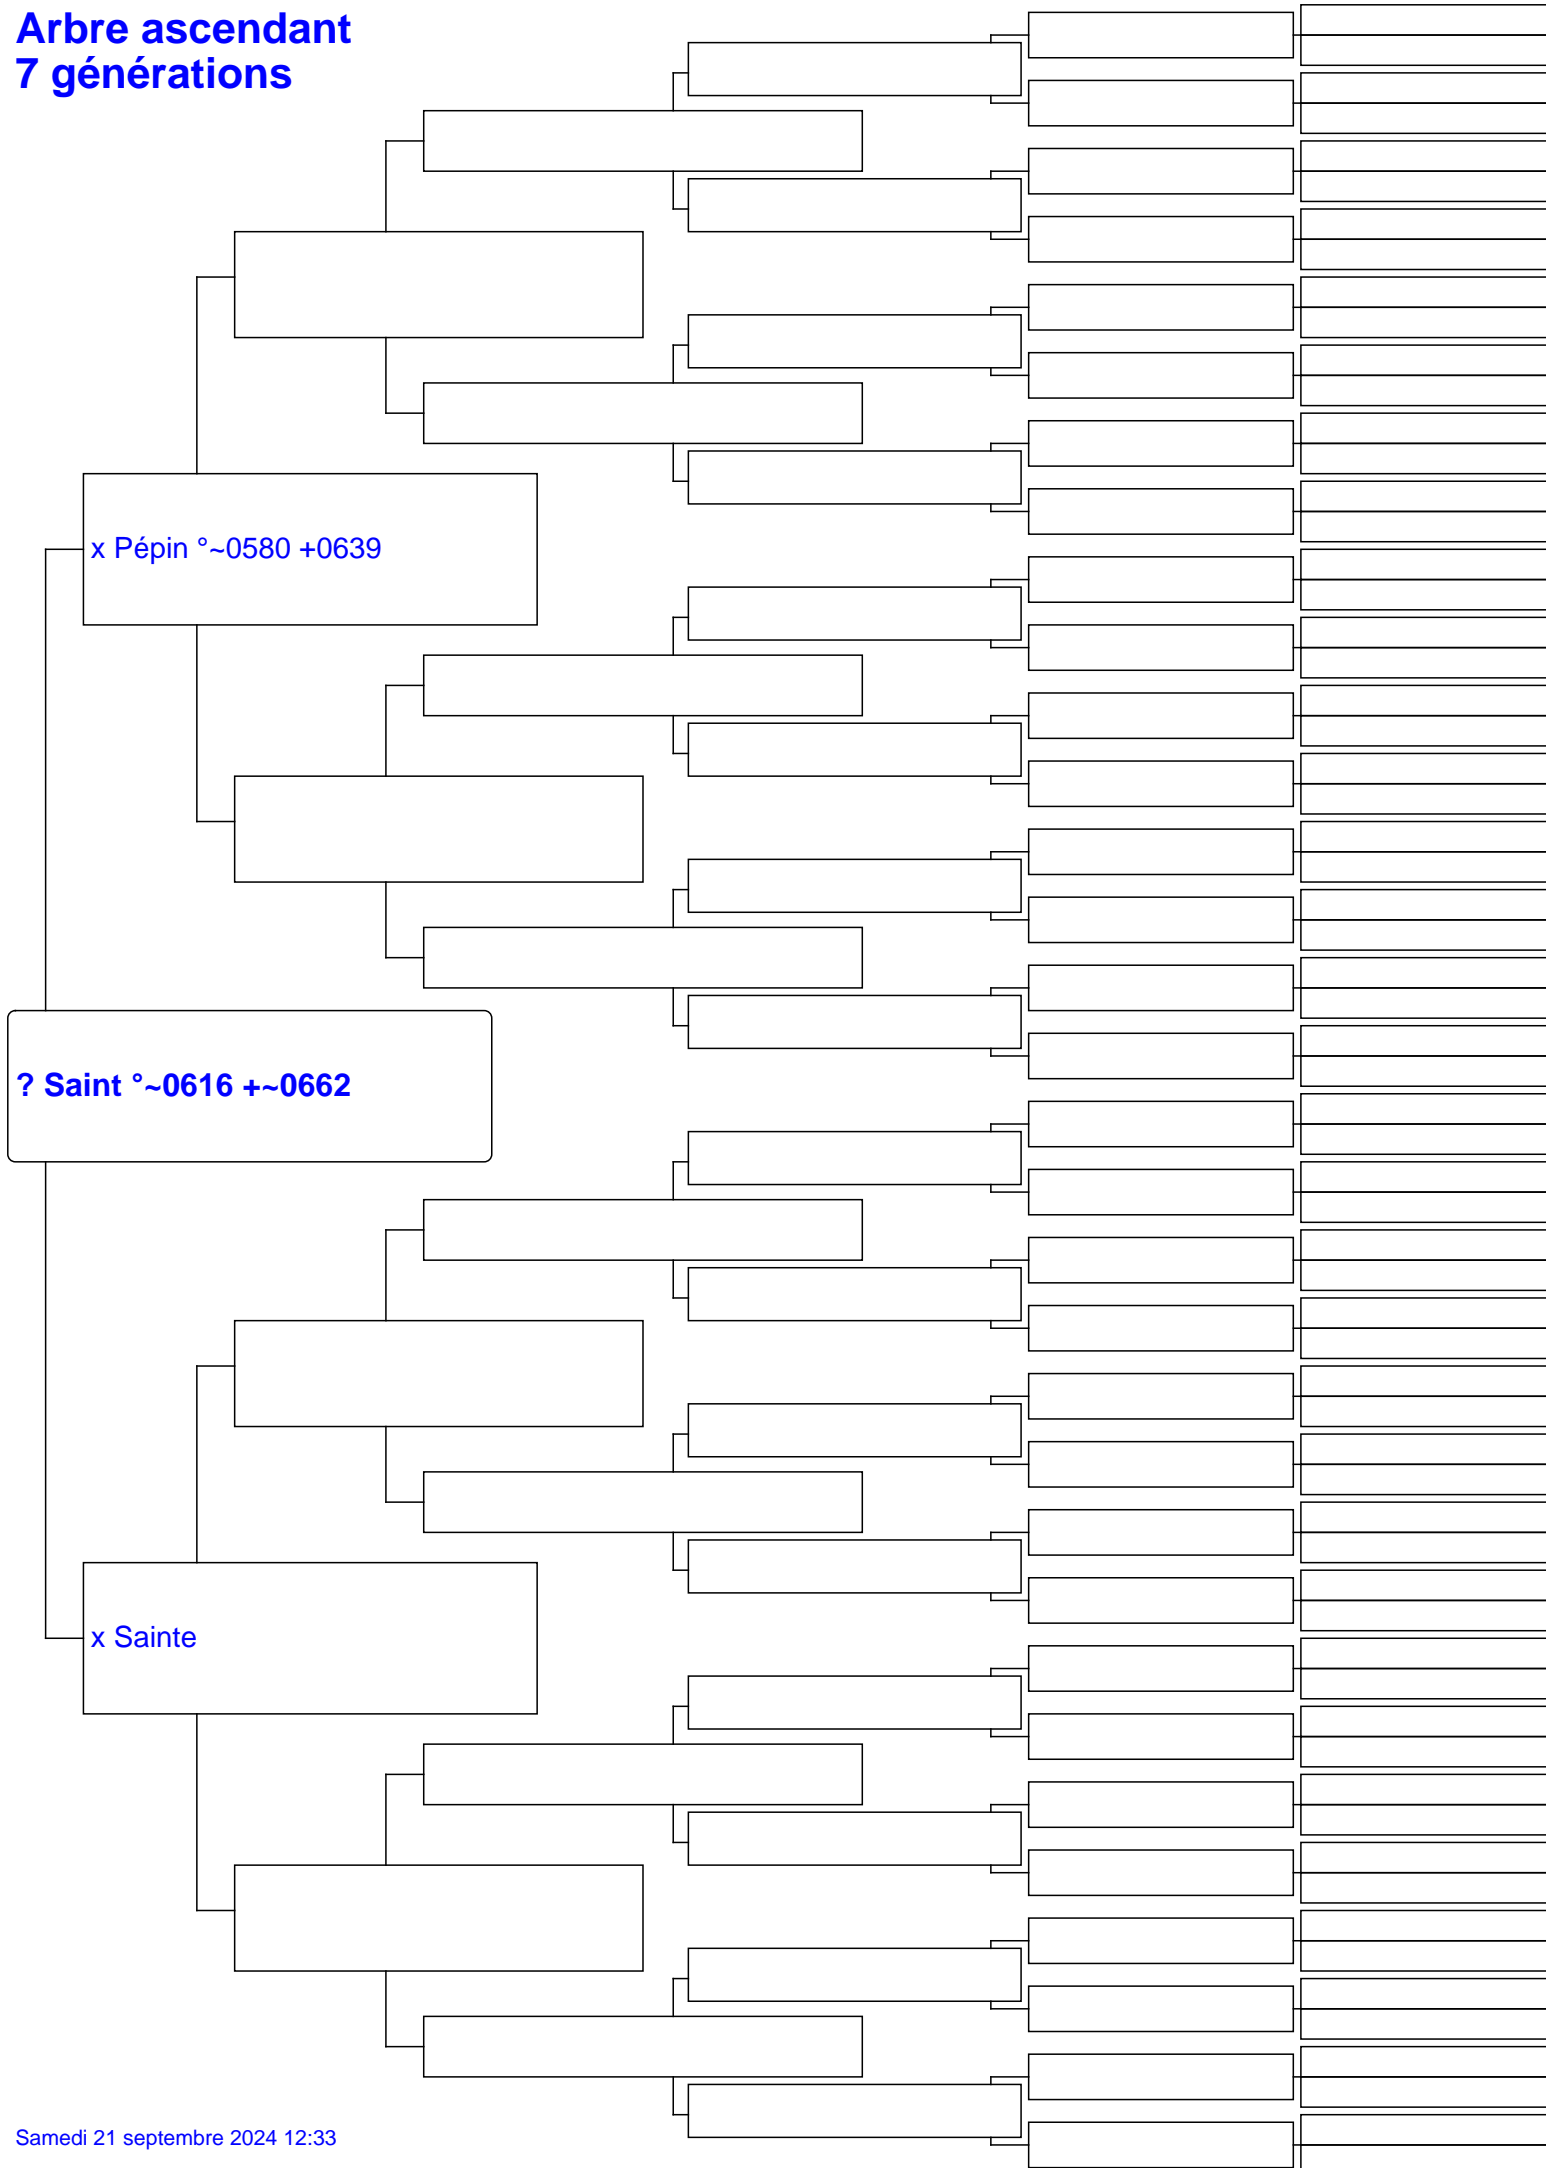 Arbre ascendant
7 générations
x Pépin °~0580 +0639
? Saint °~0616 +~0662
x Sainte
Samedi 21 septembre 2024 12:33